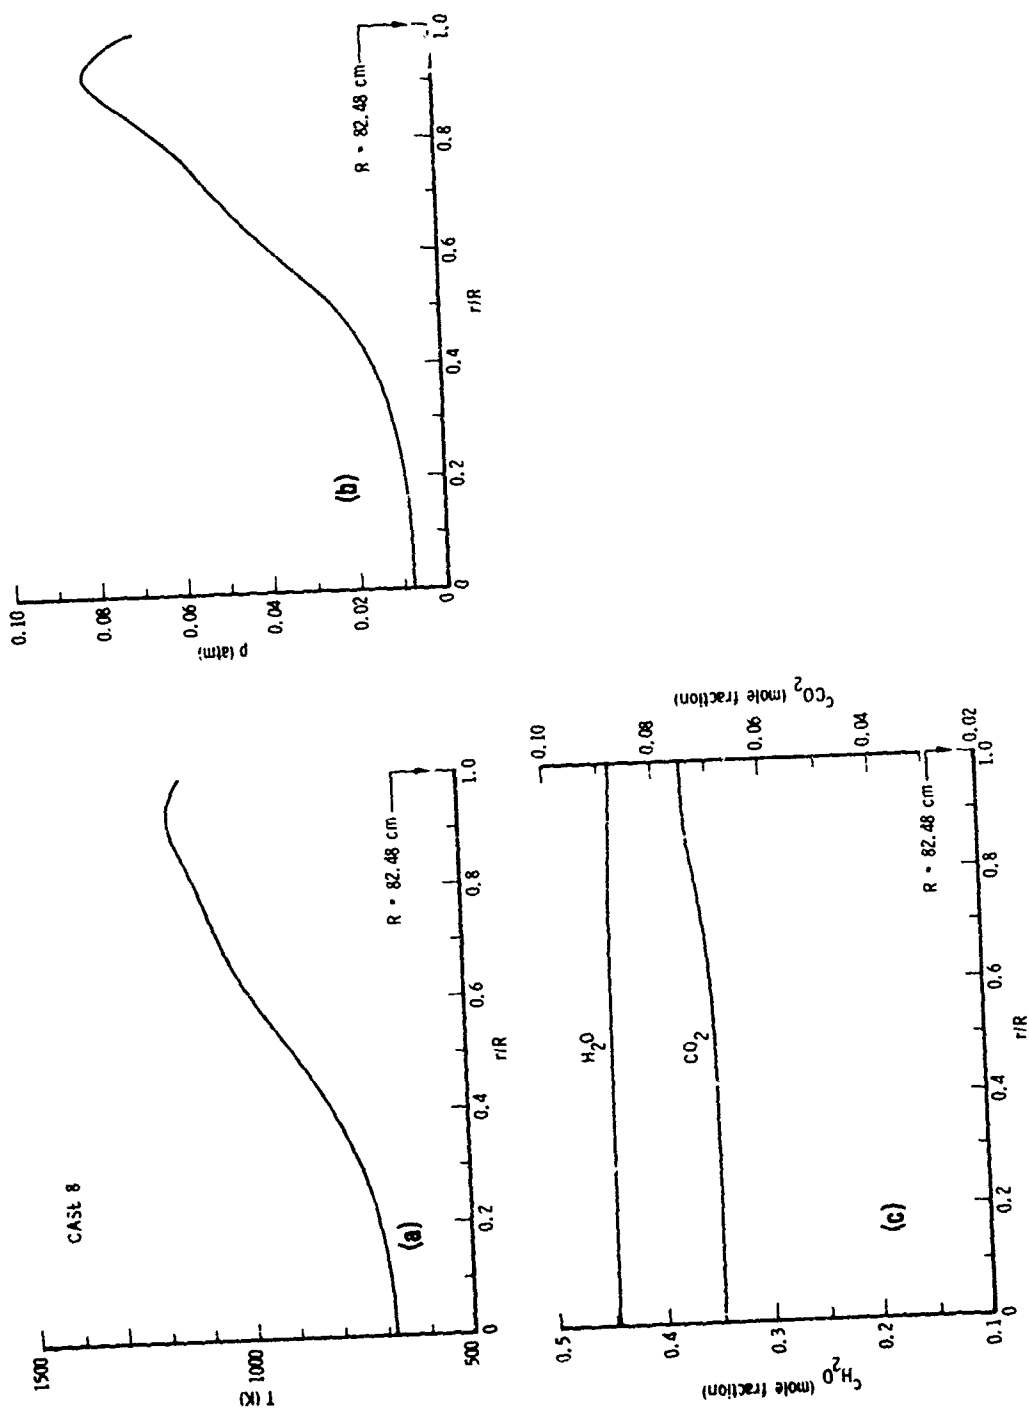 CASE 8
1500
1000
500
T (K)
(a)
R = 82.48 cm
0
0.2
0.4
0.6
0.8
1.0
r/R
0.10
0.08
0.06
0.04
0.02
0
p (atm)
(b)
R = 82.48 cm
0
0.2
0.4
0.6
0.8
1.0
r/R
0.5
0.4
0.3
0.2
0.1
C_H₂O (mole fraction)
H₂O
CO₂
(c)
R = 82.48 cm
0
0.2
0.4
0.6
0.8
1.0
r/R
0.10
0.08
0.06
0.04
0.02
C_CO₂ (mole fraction)